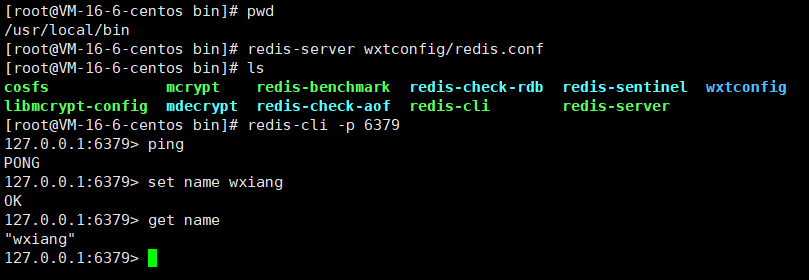 [root@VM-16-6-centos bin]# pwd
/usr/local/bin
[root@VM-16-6-centos bin]# redis-server wxtconfig/redis.conf
[root@VM-16-6-centos bin]# ls
cosfs mcrypt redis-benchmark redis-check-rdb redis-sentinel wxtconfig
libmcrypt-config mdecrypt redis-check-aof redis-cli redis-server
[root@VM-16-6-centos bin]# redis-cli -p 6379
127.0.0.1:6379> ping
PONG
127.0.0.1:6379> set name wxiang
OK
127.0.0.1:6379> get name
"wxiang"
127.0.0.1:6379>